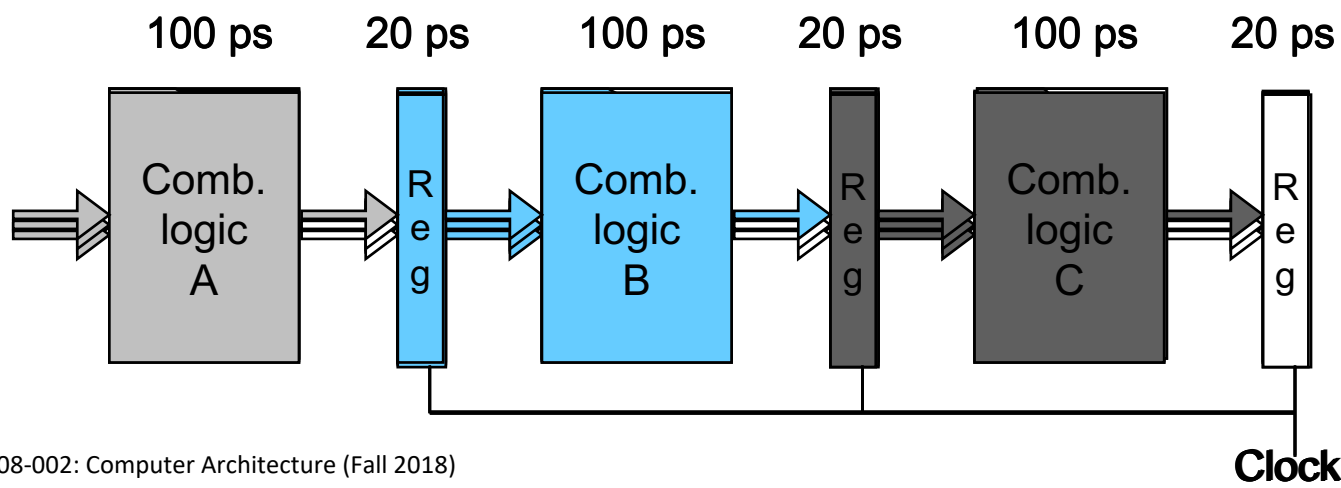 100 ps 20 ps 100 ps 20 ps 100 ps 20 ps
Comb.
logic
A
R
e
g
Comb.
logic
B
R
e
g
Comb.
logic
C
R
e
g
Clock
08-002: Computer Architecture (Fall 2018)